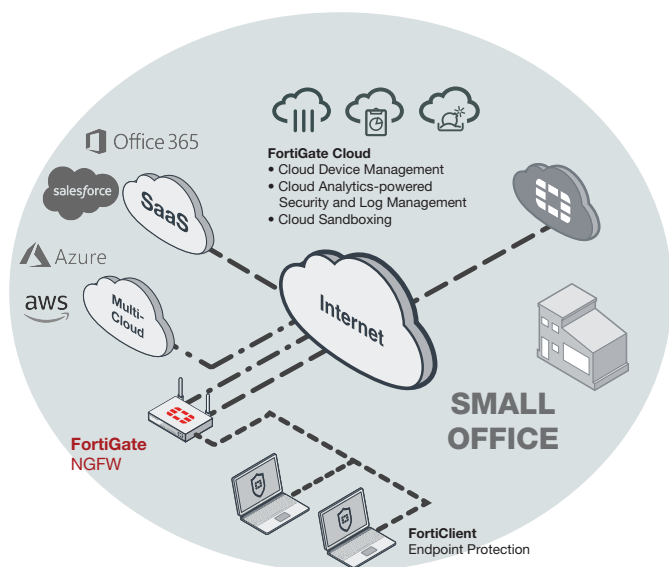 Office 365
salesforce
SaaS
Azure
aws
Multi-
Cloud
FortiGate Cloud
• Cloud Device Management
• Cloud Analytics-powered
Security and Log Management
• Cloud Sandboxing
Internet
SMALL
OFFICE
FortiGate
NGFW
FortiClient
Endpoint Protection